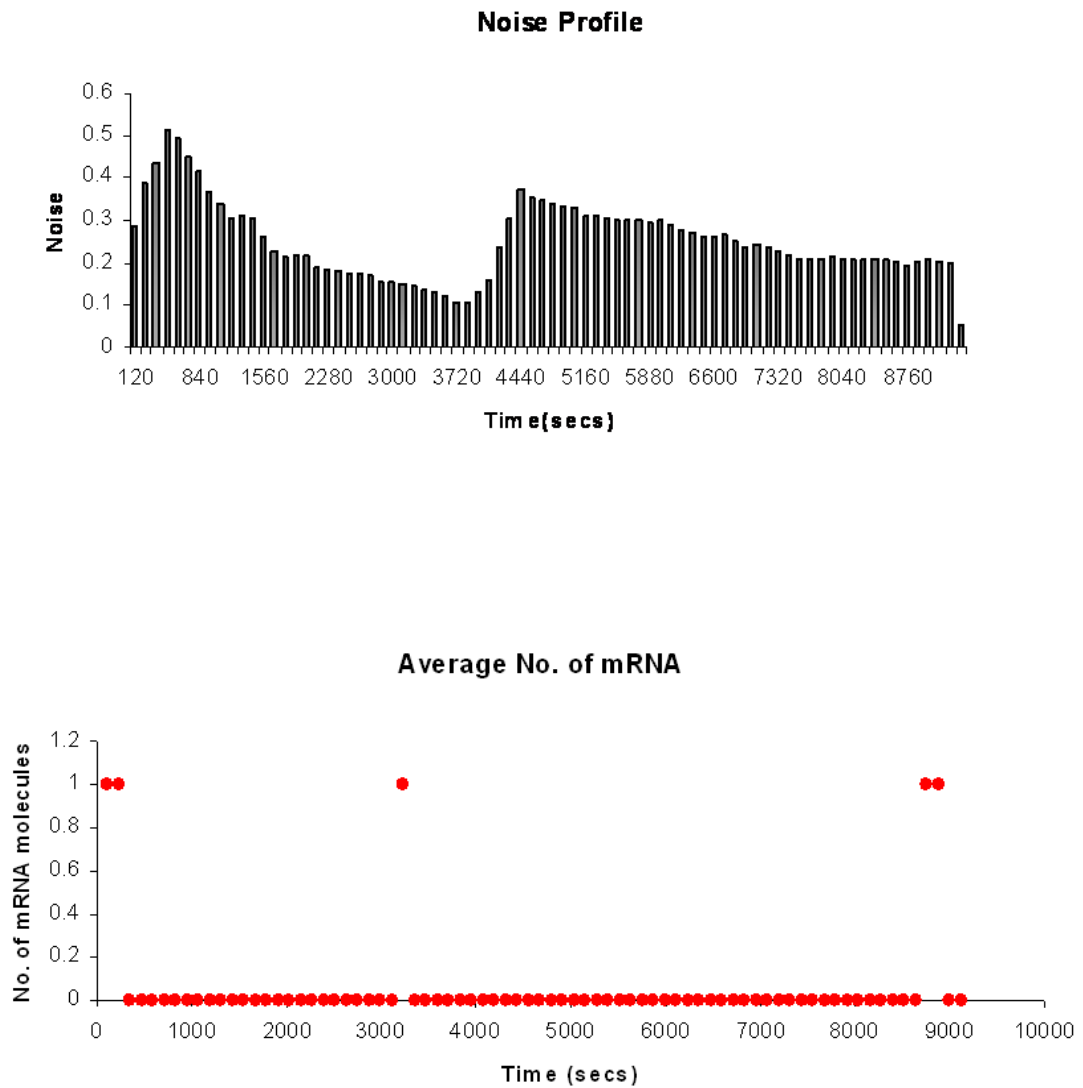 Noise Profile
0.6
0.5
0.4
0.3
0.2
0.1
0
Noise
120 840 1560 2280 3000 3720 4440 5160 5880 6600 7320 8040 8760
Time(secs)
Average No. of mRNA
1.2
1
0.8
0.6
0.4
0.2
0
No. of mRNA molecules
0 1000 2000 3000 4000 5000 6000 7000 8000 9000 10000
Time (secs)